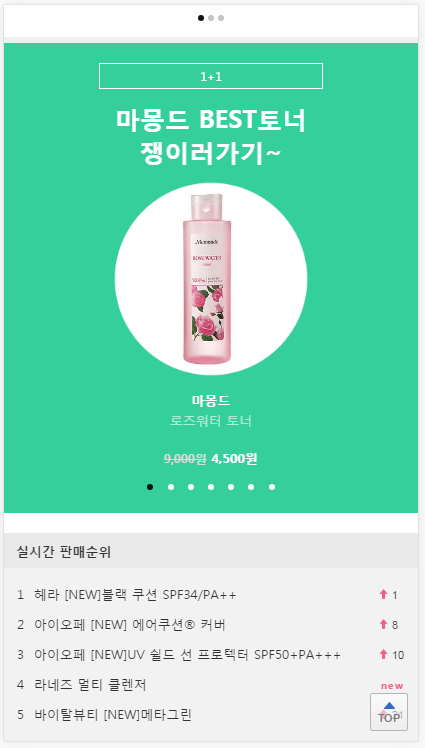 1+1
마몽드 BEST토너
쟁이러가기~
Mamonde
ROSE WATER
마몽드
로즈워터 토너
9,000원 4,500원
실시간 판매순위
1 헤라 [NEW]블랙 쿠션 SPF34/PA++ 1
2 아이오페 [NEW] 에어쿠션® 커버 8
3 아이오페 [NEW]UV 쉴드 선 프로텍터 SPF50+PA+++ 10
4 라네즈 멀티 클렌저 new
5 바이탈뷰티 [NEW]메타그린
TOP